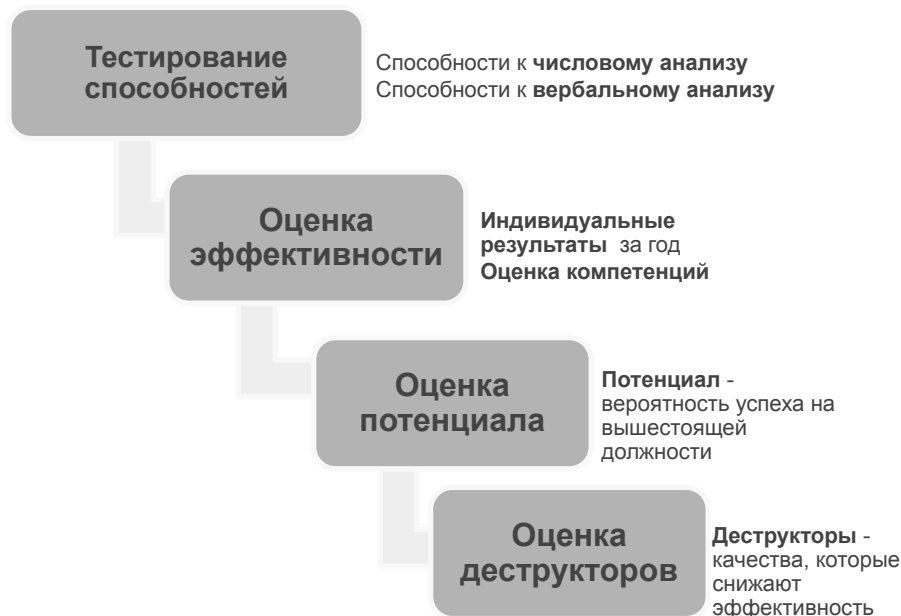 Тестирование
способностей
Способности к числовому анализу
Способности к вербальному анализу
Оценка
эффективности
Индивидуальные
результаты за год
Оценка компетенций
Оценка
потенциала
Потенциал -
вероятность успеха на
вышестоящей
должности
Оценка
деструкторов
Деструкторы -
качества, которые
снижают
эффективность